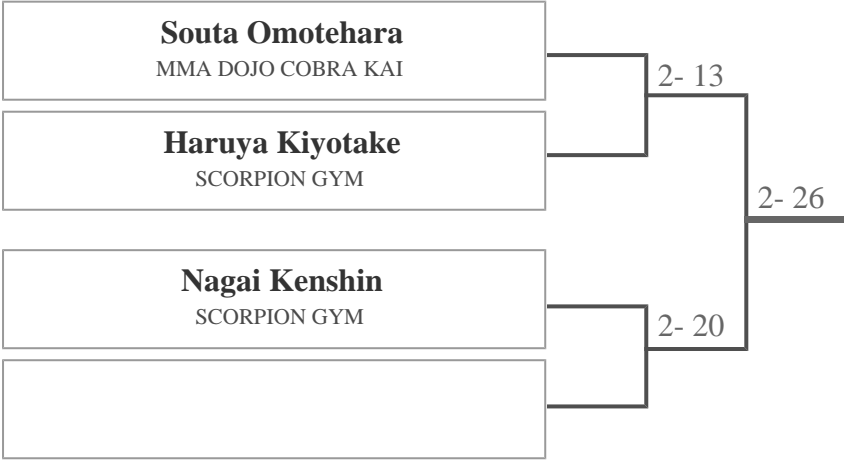 Souta Omotehara
MMA DOJO COBRA KAI
2- 13
Haruya Kiyotake
SCORPION GYM
2- 26
Nagai Kenshin
SCORPION GYM
2- 20